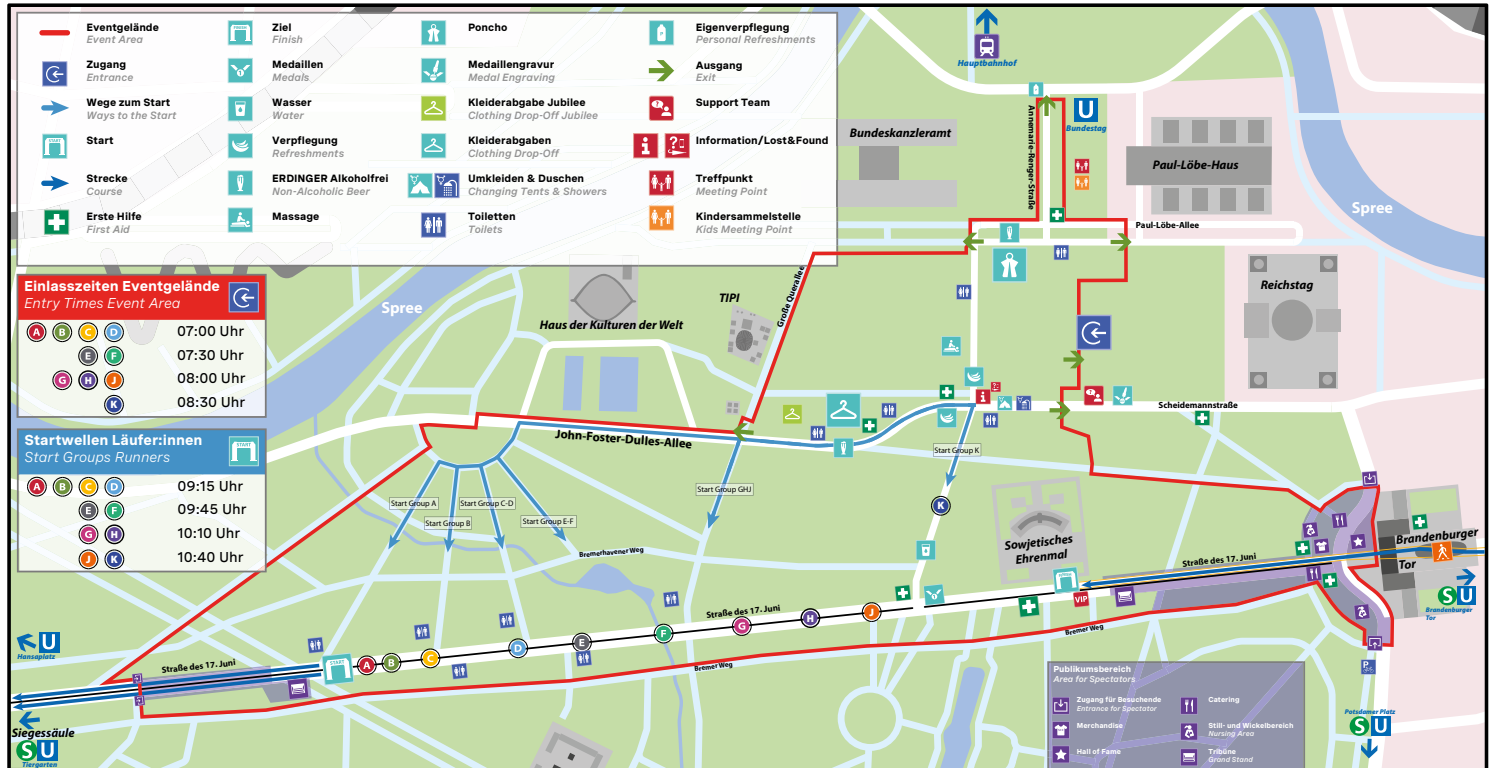 Eventgelände
Event Area
Zugang
Entrance
Wege zum Start
Ways to the Start
START
Start
Strecke
Course
Erste Hilfe
First Aid
FINISH
Ziel
Finish
Medaillen
Medals
Wasser
Water
Verpflegung
Refreshments
ERDINGER Alkoholfrei
Non-Alcoholic Beer
Massage
Poncho
Medaillengravur
Medal Engraving
Kleiderabgabe Jubilee
Clothing Drop-Off Jubilee
Kleiderabgaben
Clothing Drop-Off
Umkleiden & Duschen
Changing Tents & Showers
Toiletten
Toilets
Eigenverpflegung
Personal Refreshments
Ausgang
Exit
Support Team
Information/Lost&Found
Treffpunkt
Meeting Point
Kindersammelstelle
Kids Meeting Point
Einlasszeiten Eventgelände
Entry Times Event Area
A B C D 07:00 Uhr
E F 07:30 Uhr
G H J 08:00 Uhr
K 08:30 Uhr
Startwellen Läufer:innen
Start Groups Runners
START
A B C D 09:15 Uhr
E F 09:45 Uhr
G H 10:10 Uhr
J K 10:40 Uhr
Hauptbahnhof
U
Bundestag
Annemarie-Renger-Straße
Bundeskanzleramt
Paul-Löbe-Haus
Spree
Paul-Löbe-Allee
Reichstag
Große Querallee
TIPI
Spree
Haus der Kulturen der Welt
John-Foster-Dulles-Allee
Scheidemannstraße
Start Group K
Start Group GHJ
Start Group A
Start Group C-D
Start Group B
Start Group E-F
K
Bremerhavener Weg
Sowjetisches
Ehrenmal
Brandenburger
Tor
Straße des 17. Juni
FINISH
VIP
S U
Brandenburger
Tor
Straße des 17. Juni
Bremer Weg
START
A B C D E F G H J
U
Hansaplatz
Straße des 17. Juni
Bremer Weg
Siegessäule
S U
Tiergarten
P
Potsdamer Platz
S U
Publikumsbereich
Area for Spectators
Zugang für Besuchende
Entrance for Spectator
Merchandise
Hall of Fame
Catering
Still- und Wickelbereich
Nursing Area
Tribüne
Grand Stand